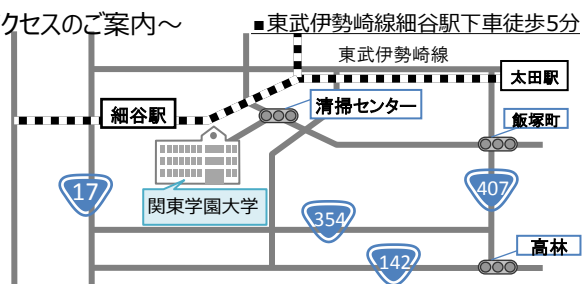 クセスのご案内～
■東武伊勢崎線細谷駅下車徒歩5分
東武伊勢崎線
太田駅
細谷駅
清掃センター
飯塚町
17
関東学園大学
407
354
高林
142